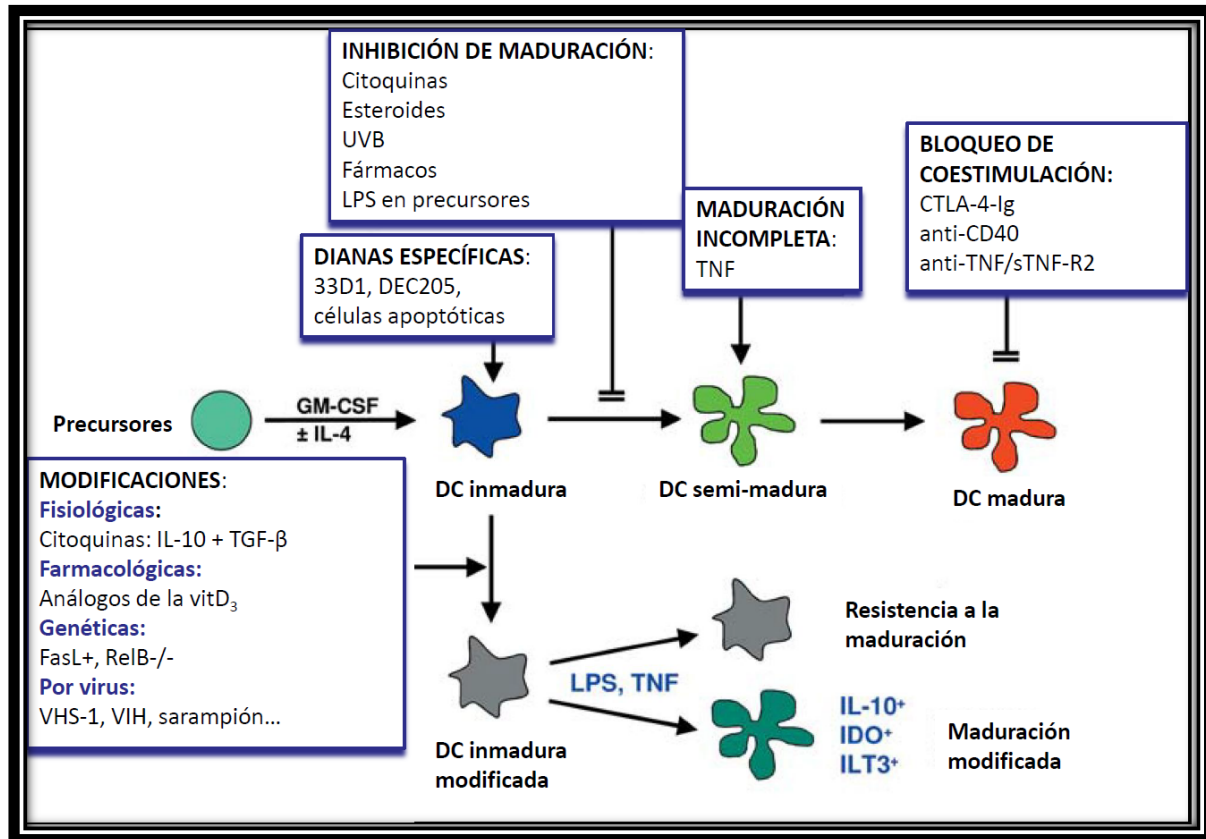 INHIBICIÓN DE MADURACIÓN:
Citoquinas
Esteroides
UVB
Fármacos
LPS en precursores
BLOQUEO DE
COESTIMULACIÓN:
CTLA-4-Ig
anti-CD40
anti-TNF/sTNF-R2
MADURACIÓN
INCOMPLETA:
TNF
DIANAS ESPECÍFICAS:
33D1, DEC205,
células apoptóticas
Precursores
GM-CSF
± IL-4
DC inmadura
DC semi-madura
DC madura
MODIFICACIONES:
Fisiológicas:
Citoquinas: IL-10 + TGF-β
Farmacológicas:
Análogos de la vitD₃
Genéticas:
FasL+, RelB-/-
Por virus:
VHS-1, VIH, sarampión...
DC inmadura
modificada
LPS, TNF
Resistencia a la
maduración
IL-10⁺
IDO⁺
ILT3⁺
Maduración
modificada